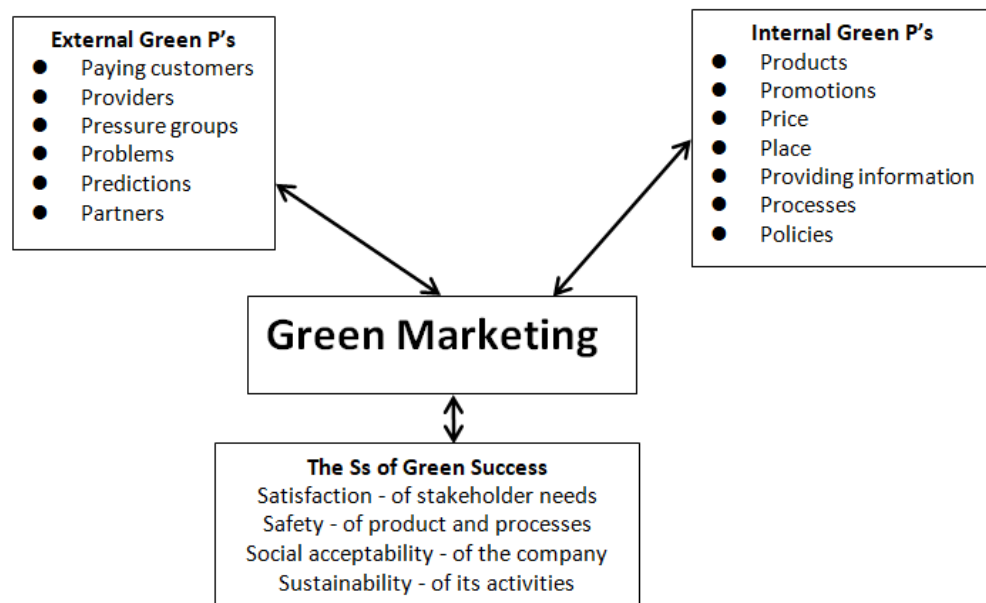 External Green P's
● Paying customers
● Providers
● Pressure groups
● Problems
● Predictions
● Partners
Internal Green P's
● Products
● Promotions
● Price
● Place
● Providing information
● Processes
● Policies
Green Marketing
The Ss of Green Success
Satisfaction - of stakeholder needs
Safety - of product and processes
Social acceptability - of the company
Sustainability - of its activities